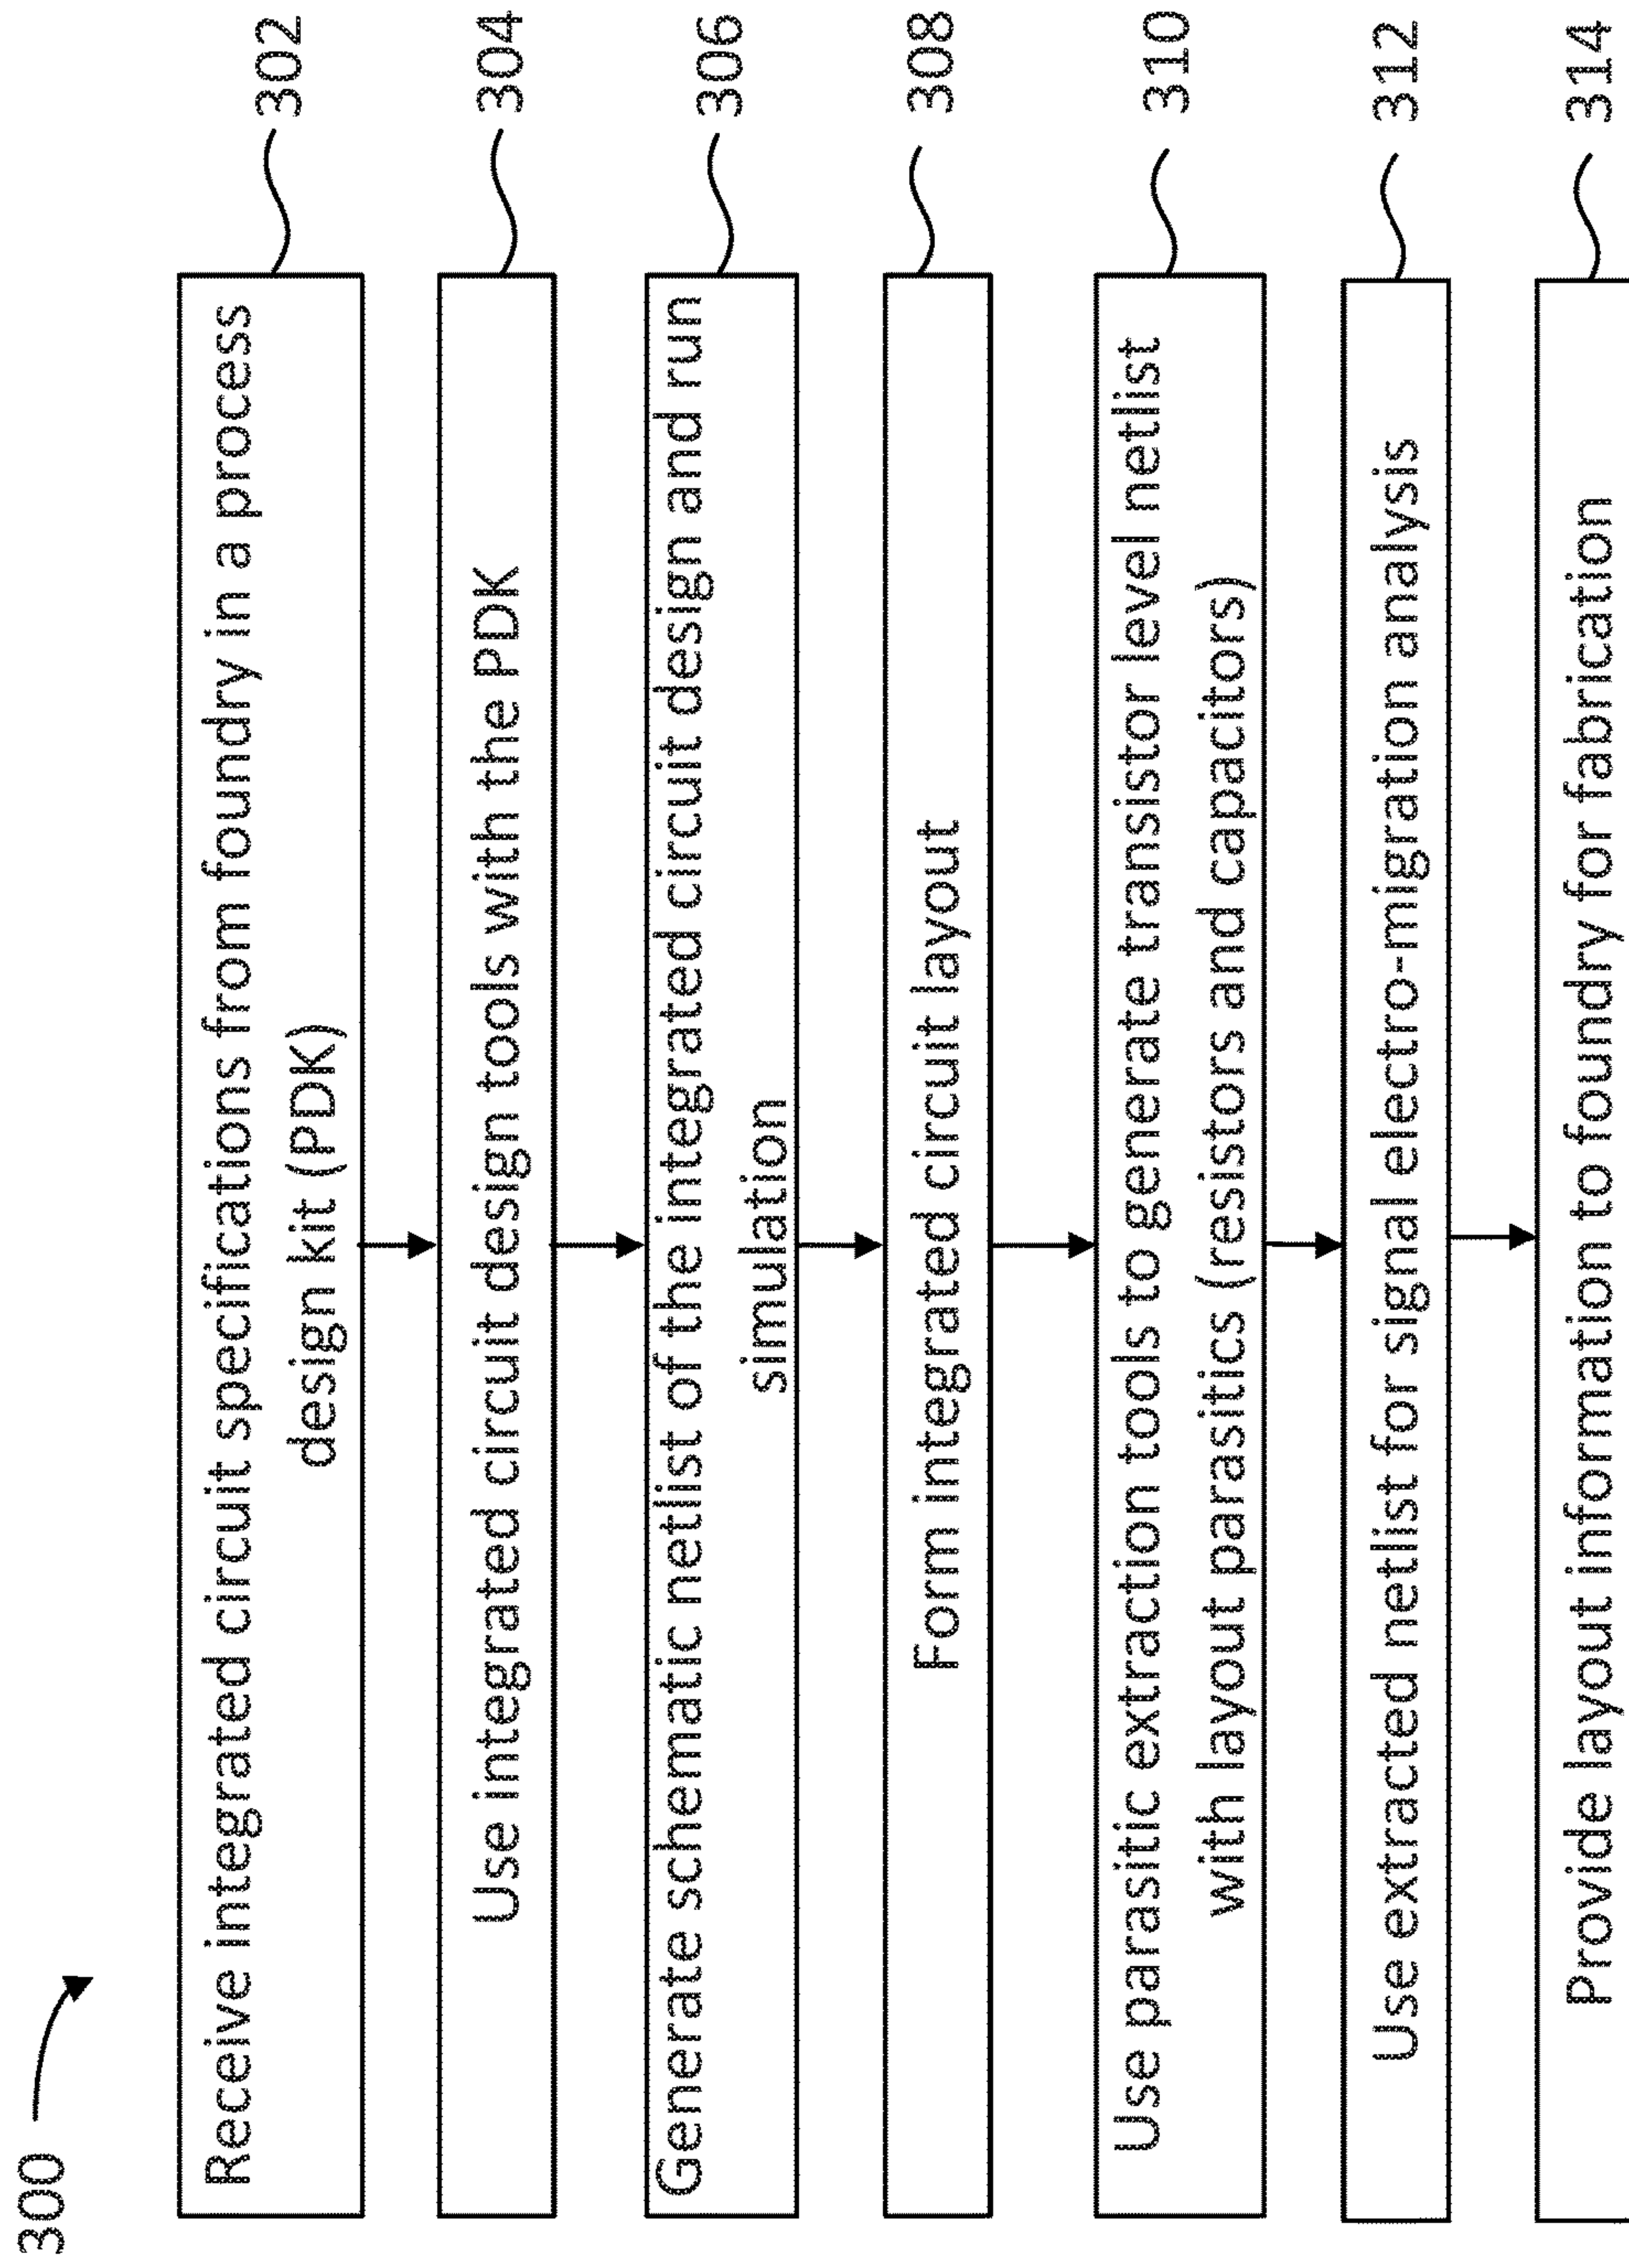 300
Receive integrated circuit specifications from foundry in a process
design kit (PDK)
302
Use integrated circuit design tools with the PDK
304
Generate schematic netlist of the integrated circuit design and run
simulation
306
Form integrated circuit layout
308
Use parasitic extraction tools to generate transistor level netlist
with layout parasitics (resistors and capacitors)
310
Use extracted netlist for signal electro-migration analysis
312
Provide layout information to foundry for fabrication
314